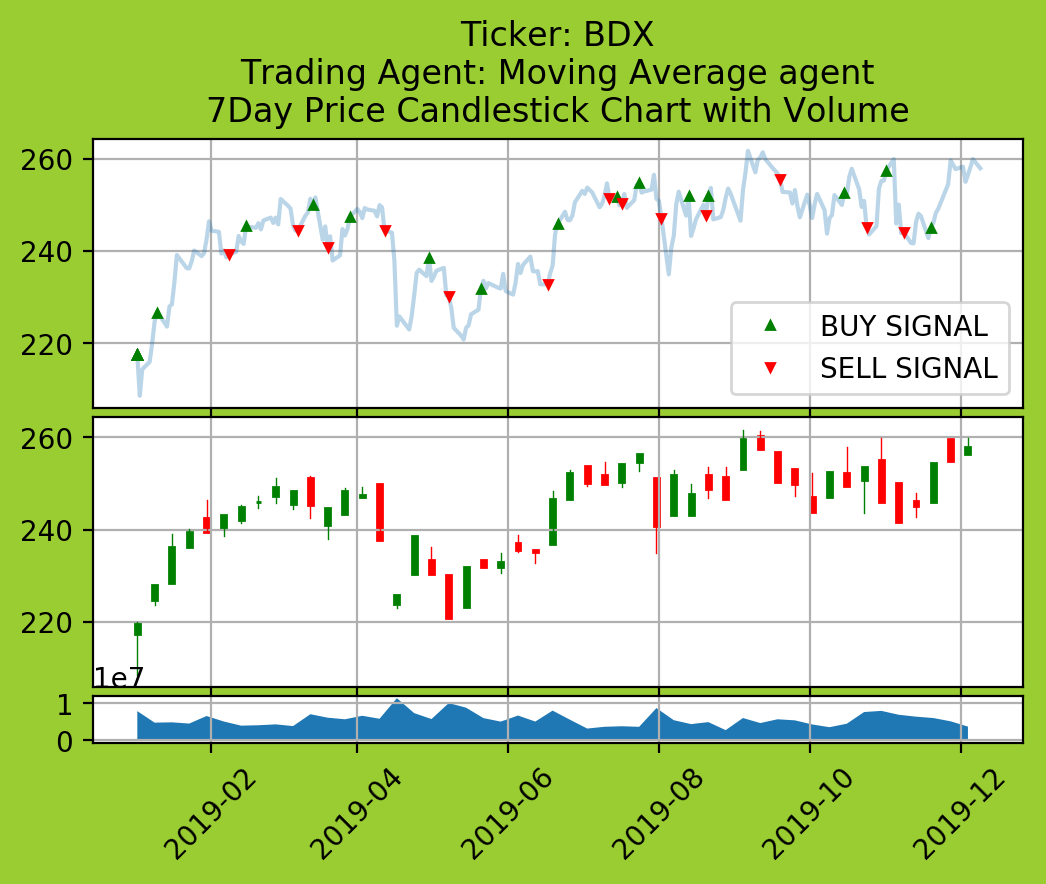 Ticker: BDX
Trading Agent: Moving Average agent
7Day Price Candlestick Chart with Volume
260
240
220
BUY SIGNAL
SELL SIGNAL
260
240
220
1e7
1
0
2019-02
2019-04
2019-06
2019-08
2019-10
2019-12